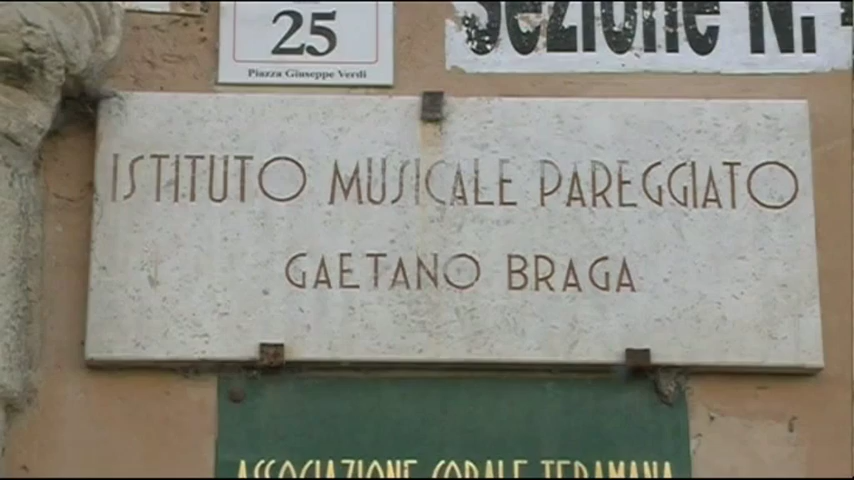 25
Piazza Giuseppe Verdi
Sezione N.
ISTITUTO MUSICALE PAREGGIATO
GAETANO BRAGA
ASSOCIAZIONE CORALE TERAMANA